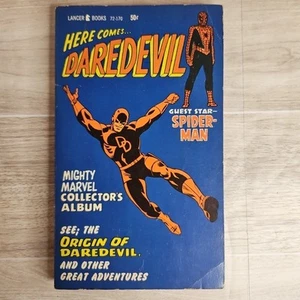 LANCER BOOKS 72-170 50¢
HERE COMES...
DAREDEVIL
GUEST STAR—
SPIDER-
MAN
DD
MIGHTY
MARVEL
COLLECTOR'S
ALBUM
SEE; THE
ORIGIN OF
DAREDEVIL
AND OTHER
GREAT ADVENTURES